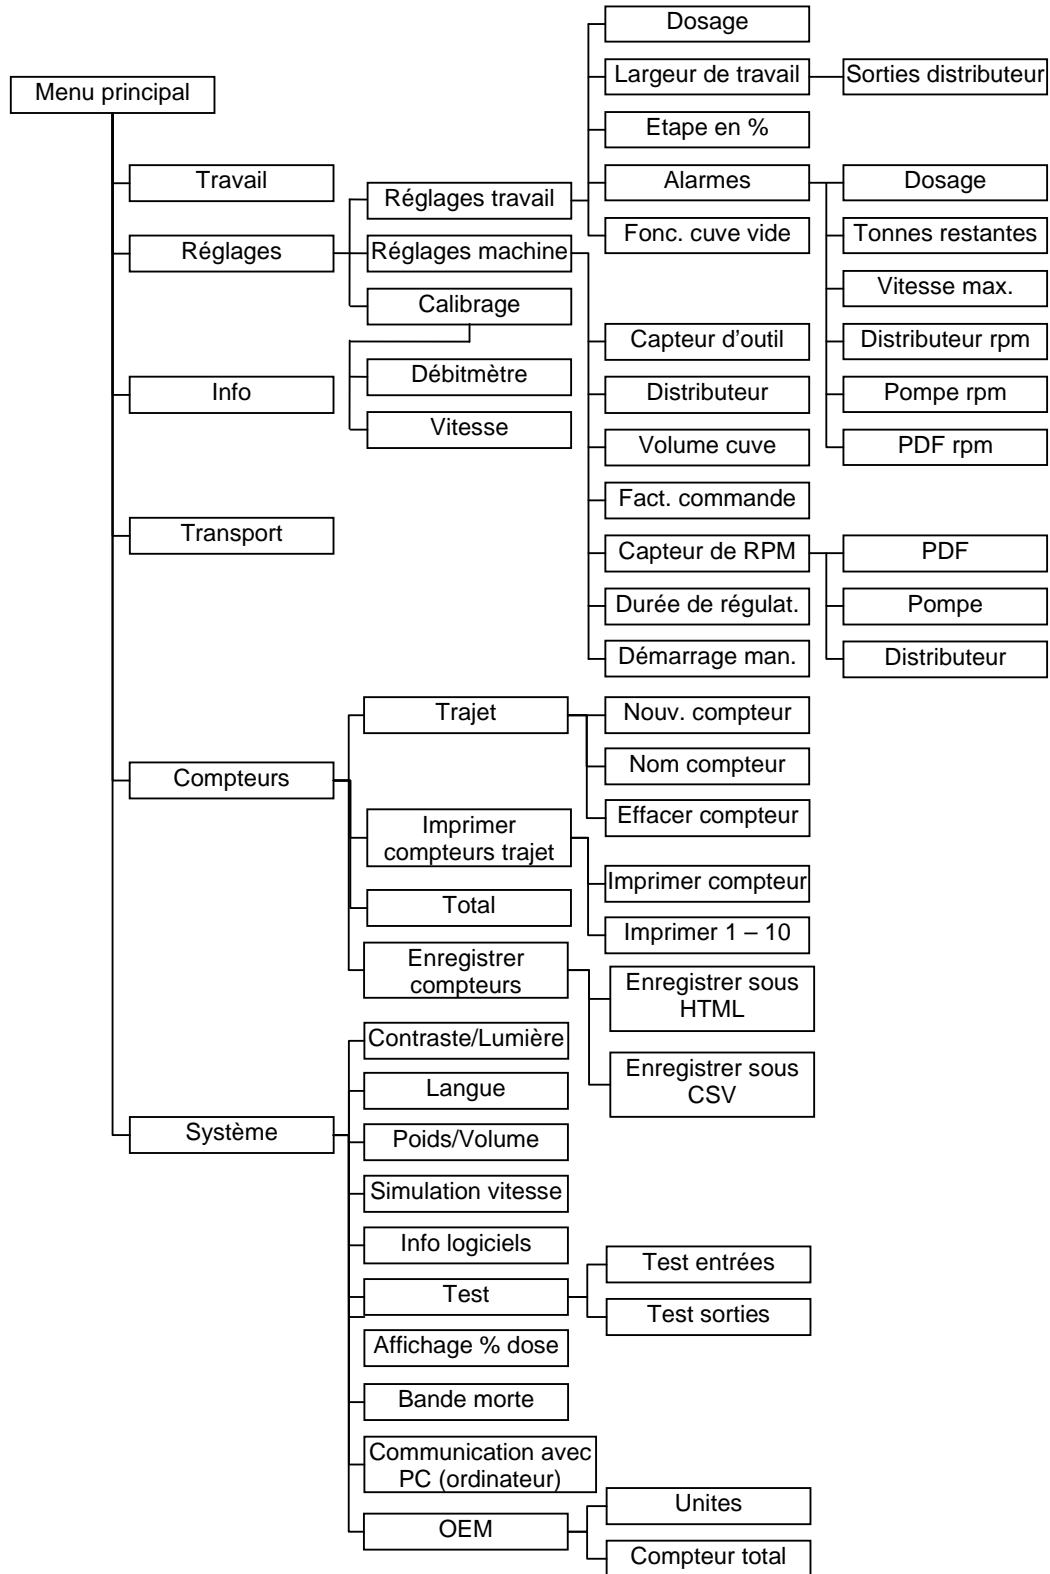 Menu principal
Travail
Réglages
Réglages travail
Dosage
Largeur de travail
Sorties distributeur
Etape en %
Alarmes
Dosage
Tonnes restantes
Vitesse max.
Distributeur rpm
Pompe rpm
PDF rpm
Fonc. cuve vide
Réglages machine
Capteur d'outil
Distributeur
Volume cuve
Fact. commande
Capteur de RPM
PDF
Pompe
Distributeur
Durée de régulat.
Démarrage man.
Calibrage
Débitmètre
Vitesse
Info
Transport
Compteurs
Trajet
Nouv. compteur
Nom compteur
Effacer compteur
Imprimer
compteurs trajet
Imprimer compteur
Imprimer 1 – 10
Total
Enregistrer
compteurs
Enregistrer sous
HTML
Enregistrer sous
CSV
Système
Contraste/Lumière
Langue
Poids/Volume
Simulation vitesse
Info logiciels
Test
Test entrées
Test sorties
Affichage % dose
Bande morte
Communication avec
PC (ordinateur)
OEM
Unites
Compteur total